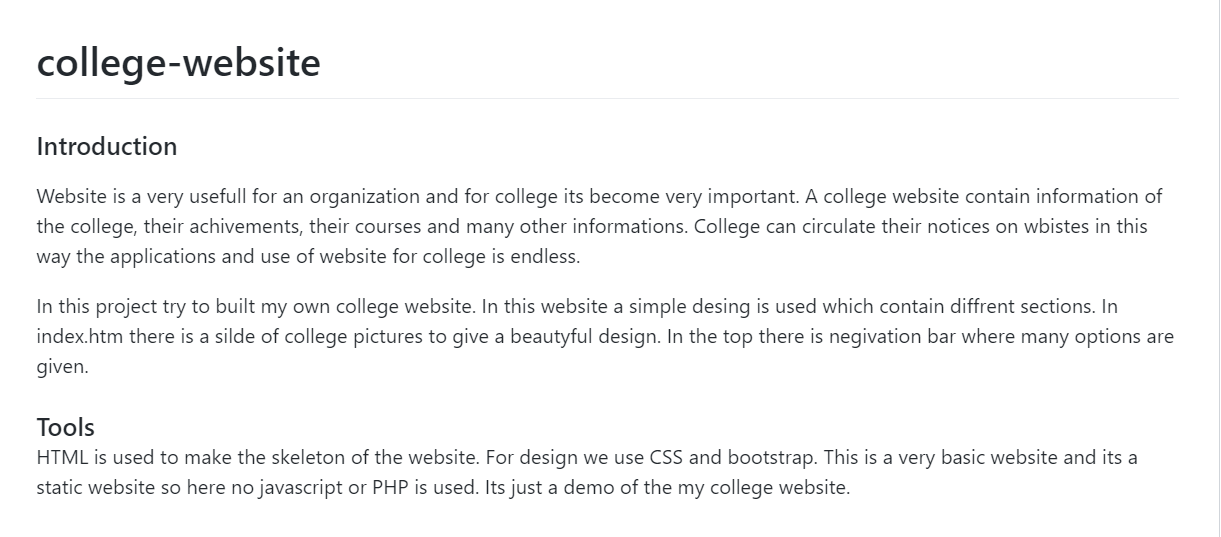 college-website
Introduction
Website is a very usefull for an organization and for college its become very important. A college website contain information of
the college, their achivements, their courses and many other informations. College can circulate their notices on wbistes in this
way the applications and use of website for college is endless.
In this project try to built my own college website. In this website a simple desing is used which contain diffrent sections. In
index.htm there is a silde of college pictures to give a beautyful design. In the top there is negivation bar where many options are
given.
Tools
HTML is used to make the skeleton of the website. For design we use CSS and bootstrap. This is a very basic website and its a
static website so here no javascript or PHP is used. Its just a demo of the my college website.